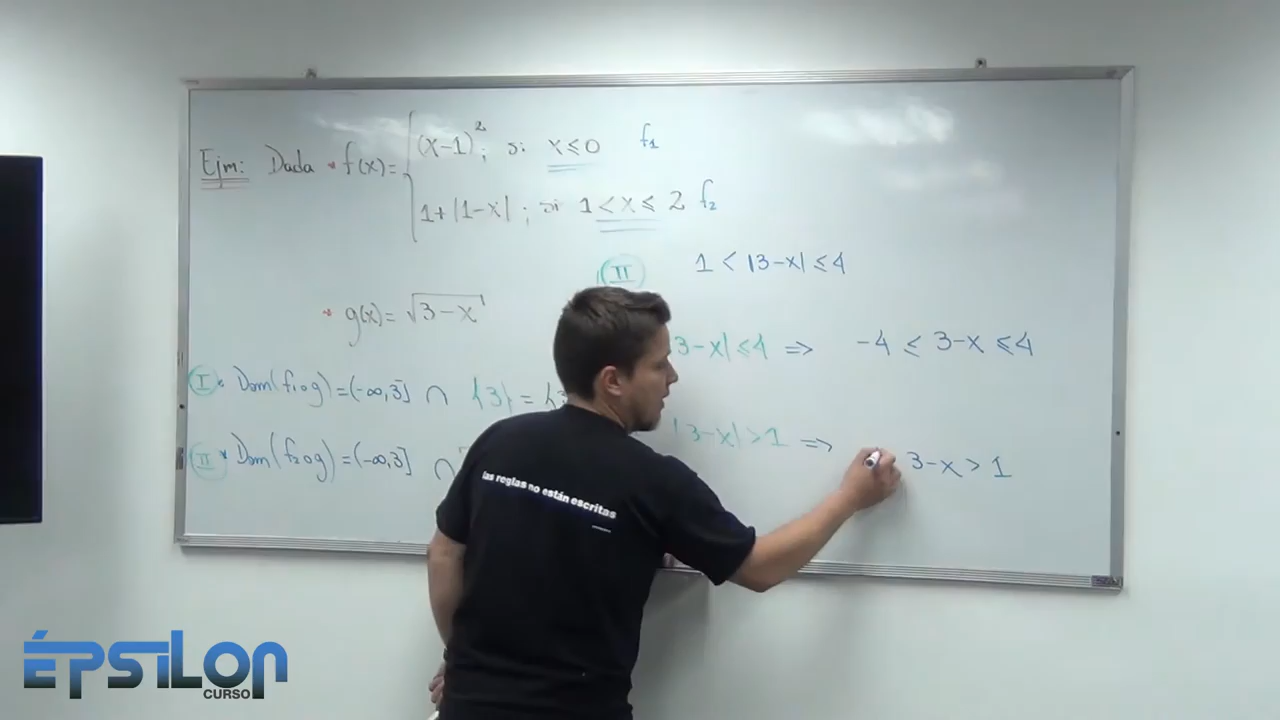 Ejm: Dada * f(x)= { (x-1)²; si x≤0 f₁
1+|1-x| ; si 1<x≤2 f₂
II 1 < |3-x| ≤4
* g(x)= √3-x
3-x|≤4 ⇒ -4 ≤ 3-x ≤4
I * Dom(f₁og)=(-∞,3] ∩ {3} =
|3-x|>1 ⇒ 3-x>1
II * Dom(f₂og)=(-∞,3] ∩
las reglas no están escritas
ÉPSILON
CURSO